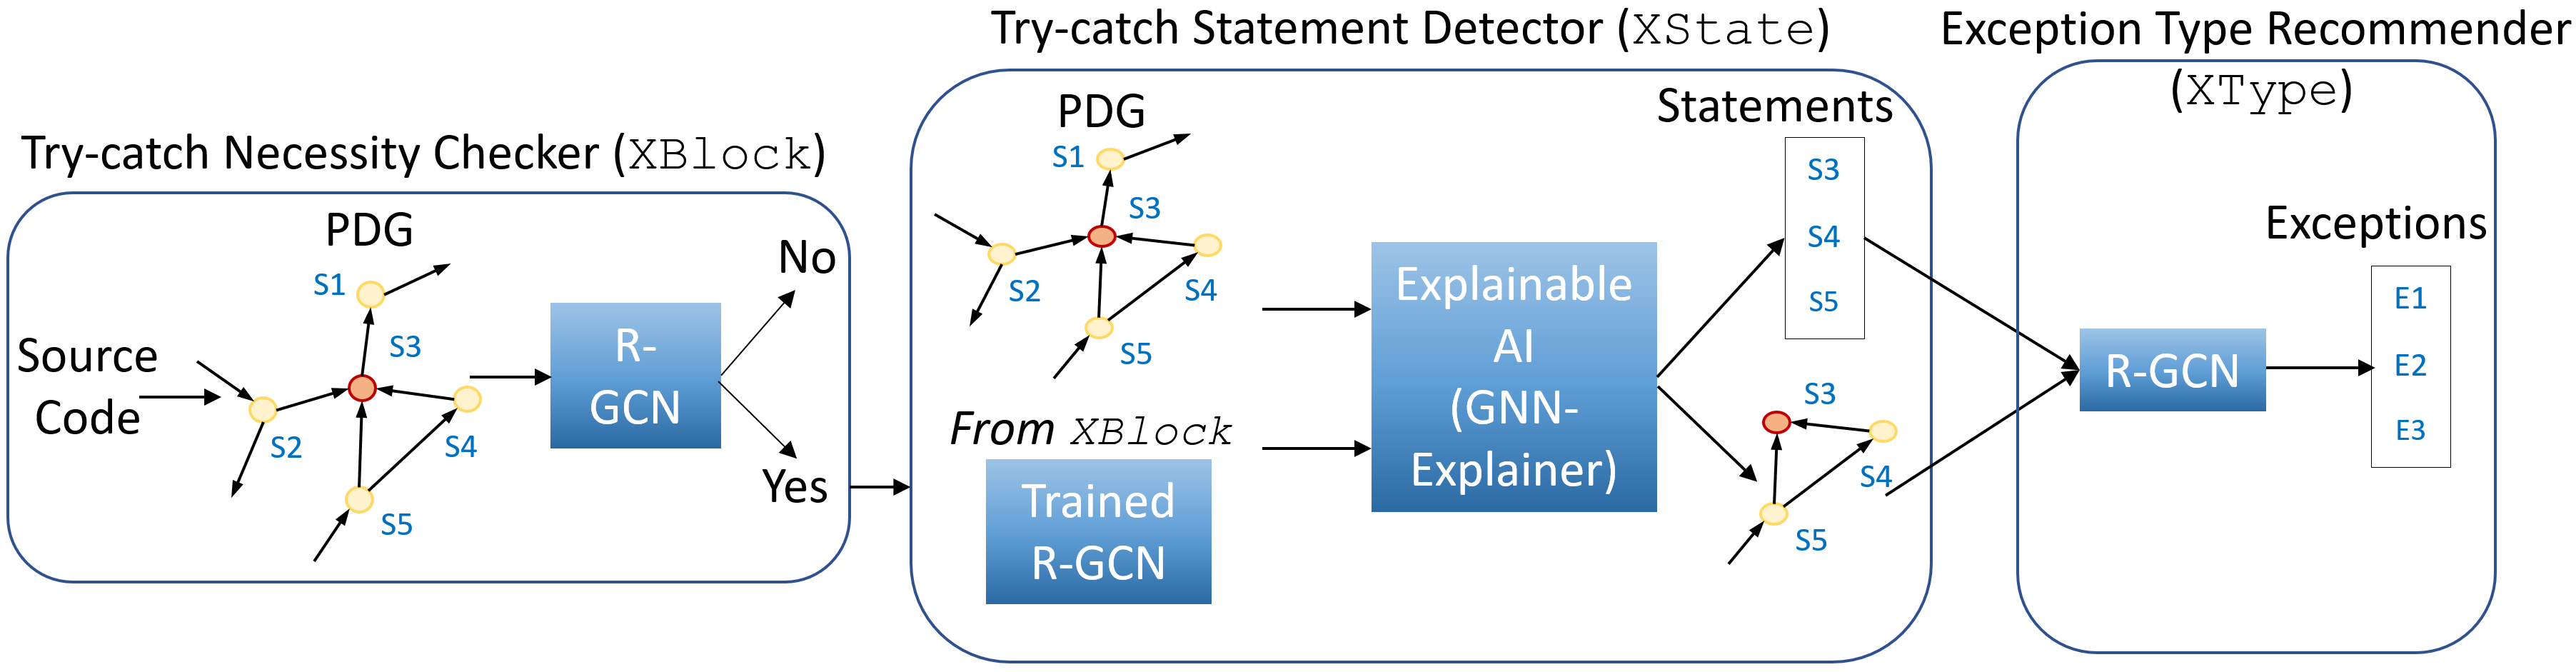 Try-catch Necessity Checker (XBlock)
PDG
S1
S3
Source
Code
S2
S4
S5
R-
GCN
No
Yes
Try-catch Statement Detector (XState)
PDG
S1
S3
S2
S4
S5
From XBlock
Trained
R-GCN
Explainable
AI
(GNN-
Explainer)
Statements
S3
S4
S5
S3
S4
S5
Exception Type Recommender
(XType)
R-GCN
Exceptions
E1
E2
E3